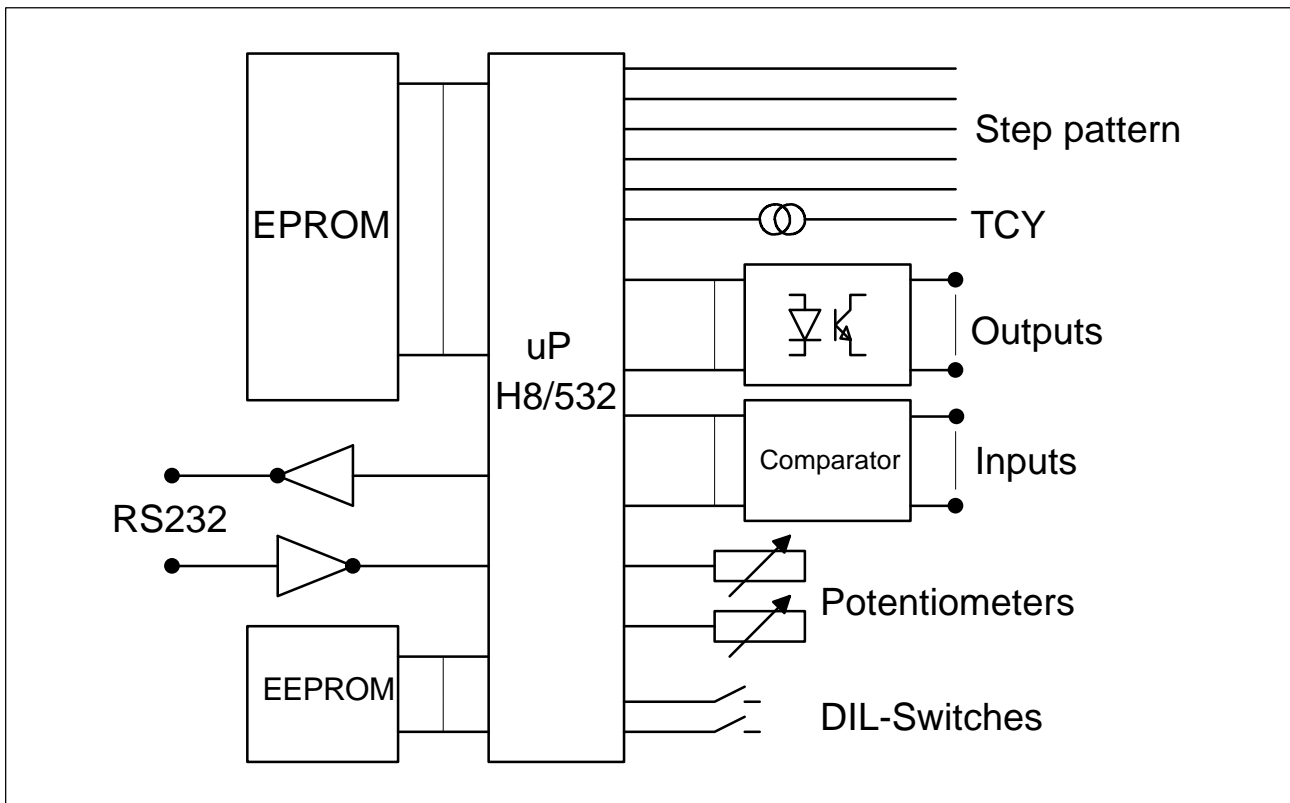 Step pattern
EPROM
TCY
uP
H8/532
Outputs
Comparator
Inputs
RS232
Potentiometers
EEPROM
DIL-Switches